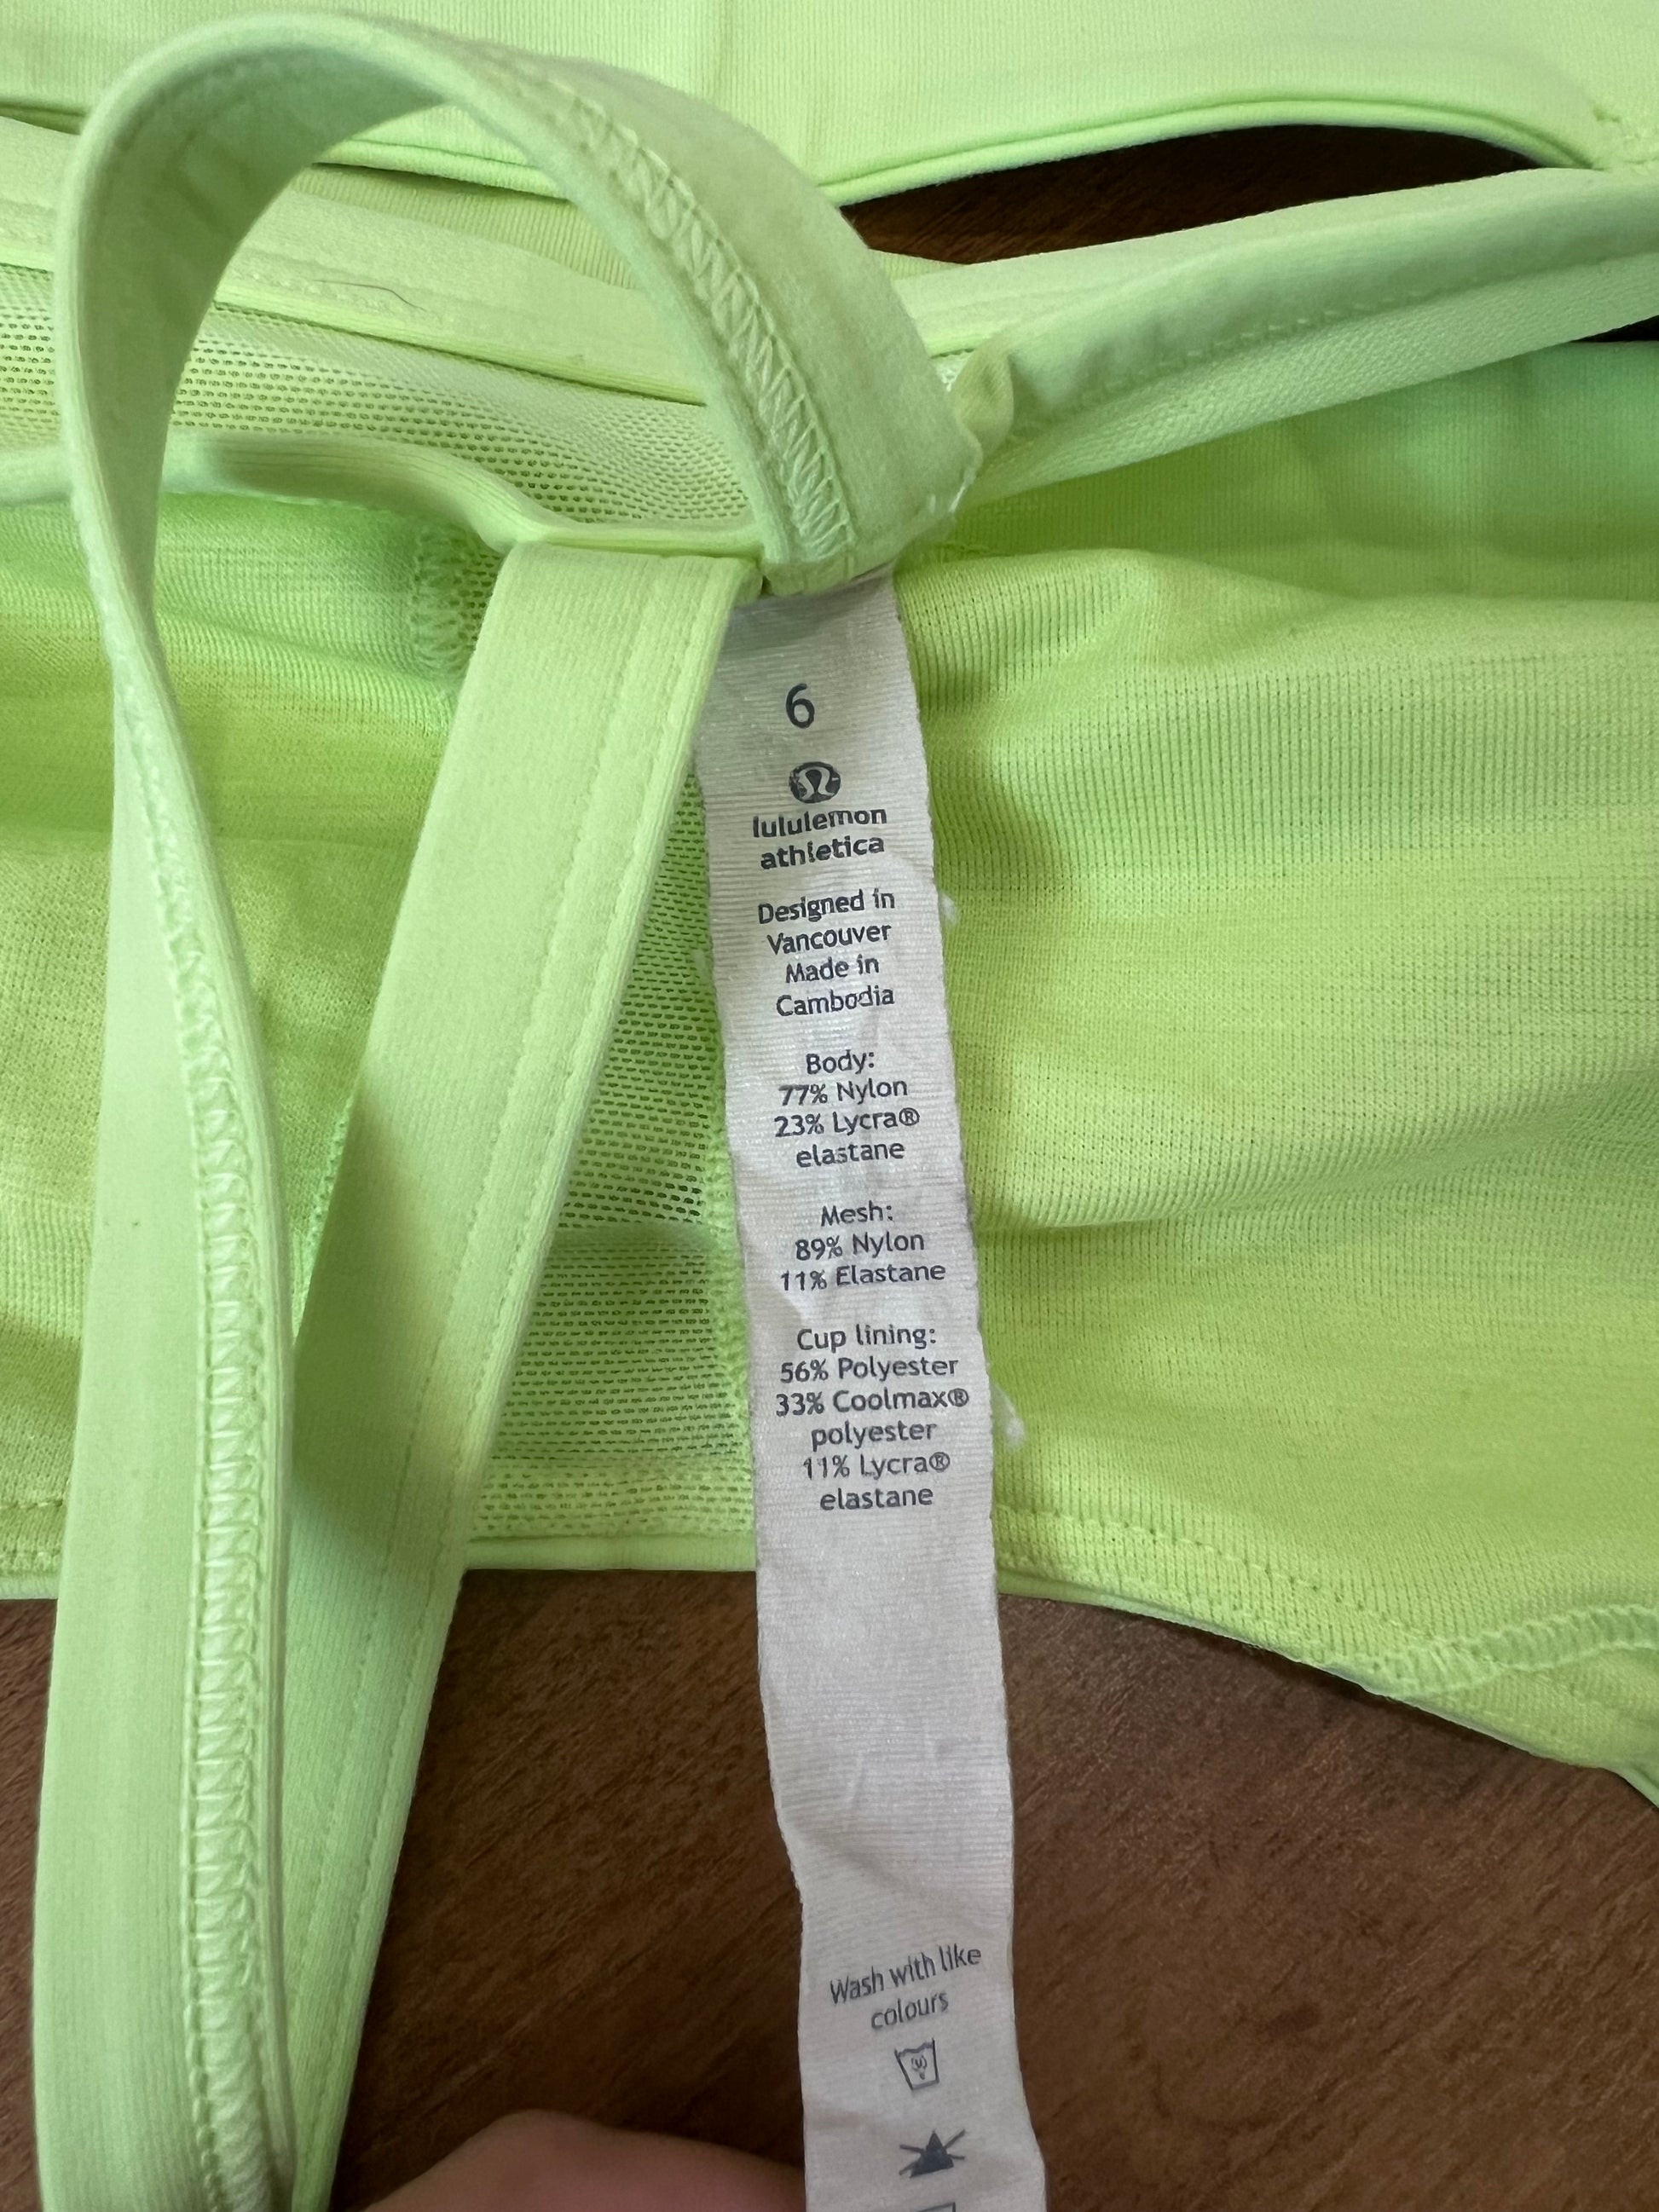 6
lululemon
athletica
Designed in
Vancouver
Made in
Cambodia
Body:
77% Nylon
23% Lycra®
elastane
Mesh:
89% Nylon
11% Elastane
Cup lining:
56% Polyester
33% Coolmax®
polyester
11% Lycra®
elastane
Wash with like
colours